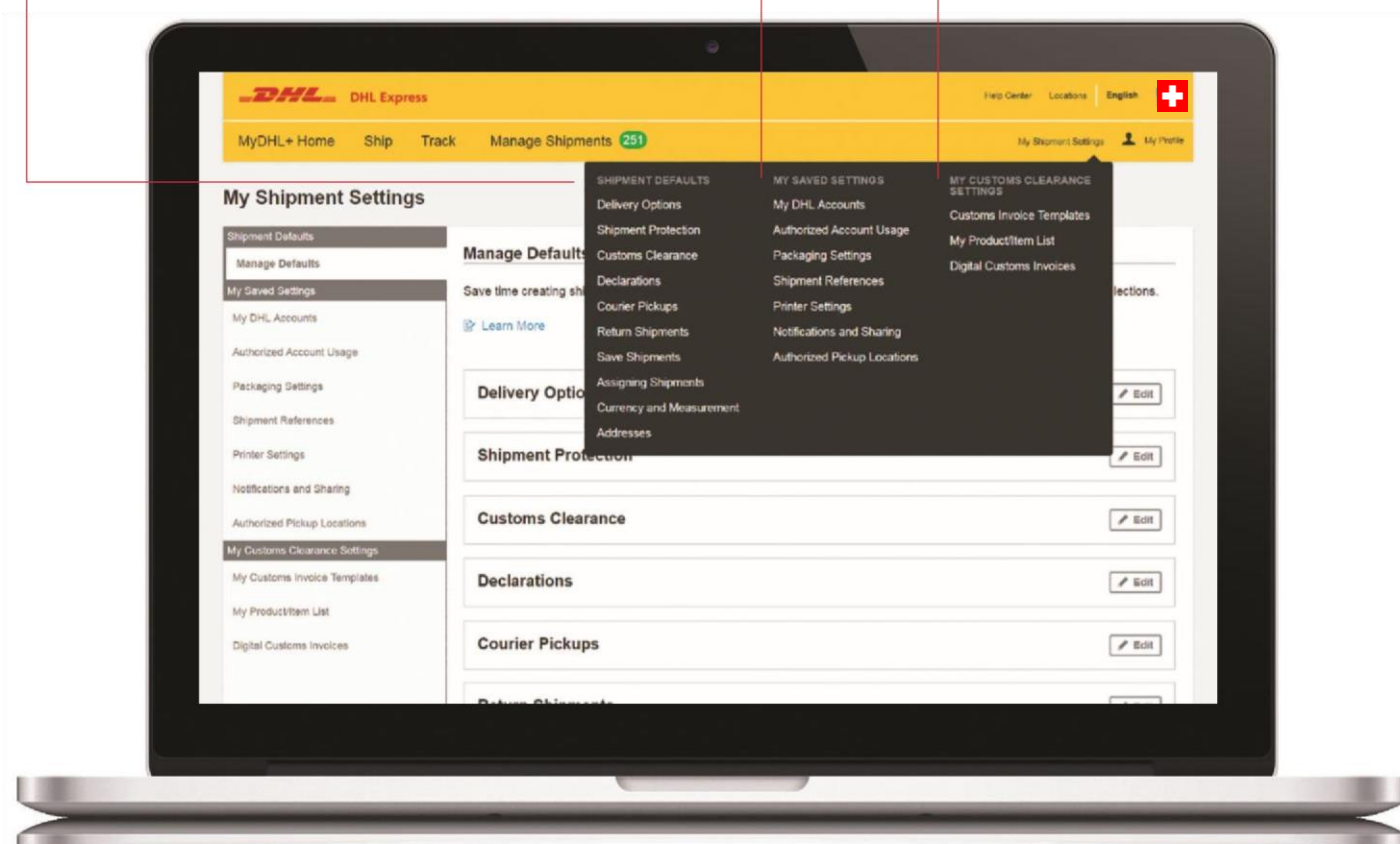 DHL DHL Express
Help Center Locations English
MyDHL+ Home Ship Track Manage Shipments 251
My Shipment Settings My Profile
My Shipment Settings
SHIPMENT DEFAULTS
Delivery Options
Shipment Protection
Customs Clearance
Declarations
Courier Pickups
Return Shipments
Save Shipments
Assigning Shipments
Currency and Measurement
Addresses
MY SAVED SETTINGS
My DHL Accounts
Authorized Account Usage
Packaging Settings
Shipment References
Printer Settings
Notifications and Sharing
Authorized Pickup Locations
MY CUSTOMS CLEARANCE
SETTINGS
Customs Invoice Templates
My Product/Item List
Digital Customs Invoices
Shipment Defaults
Manage Defaults
My Saved Settings
My DHL Accounts
Authorized Account Usage
Packaging Settings
Shipment References
Printer Settings
Notifications and Sharing
Authorized Pickup Locations
My Customs Clearance Settings
My Customs Invoice Templates
My Product/Item List
Digital Customs Invoices
Manage Defaults
Save time creating
Learn More
Delivery
Edit
Shipment Protection
Edit
Customs Clearance
Edit
Declarations
Edit
Courier Pickups
Edit